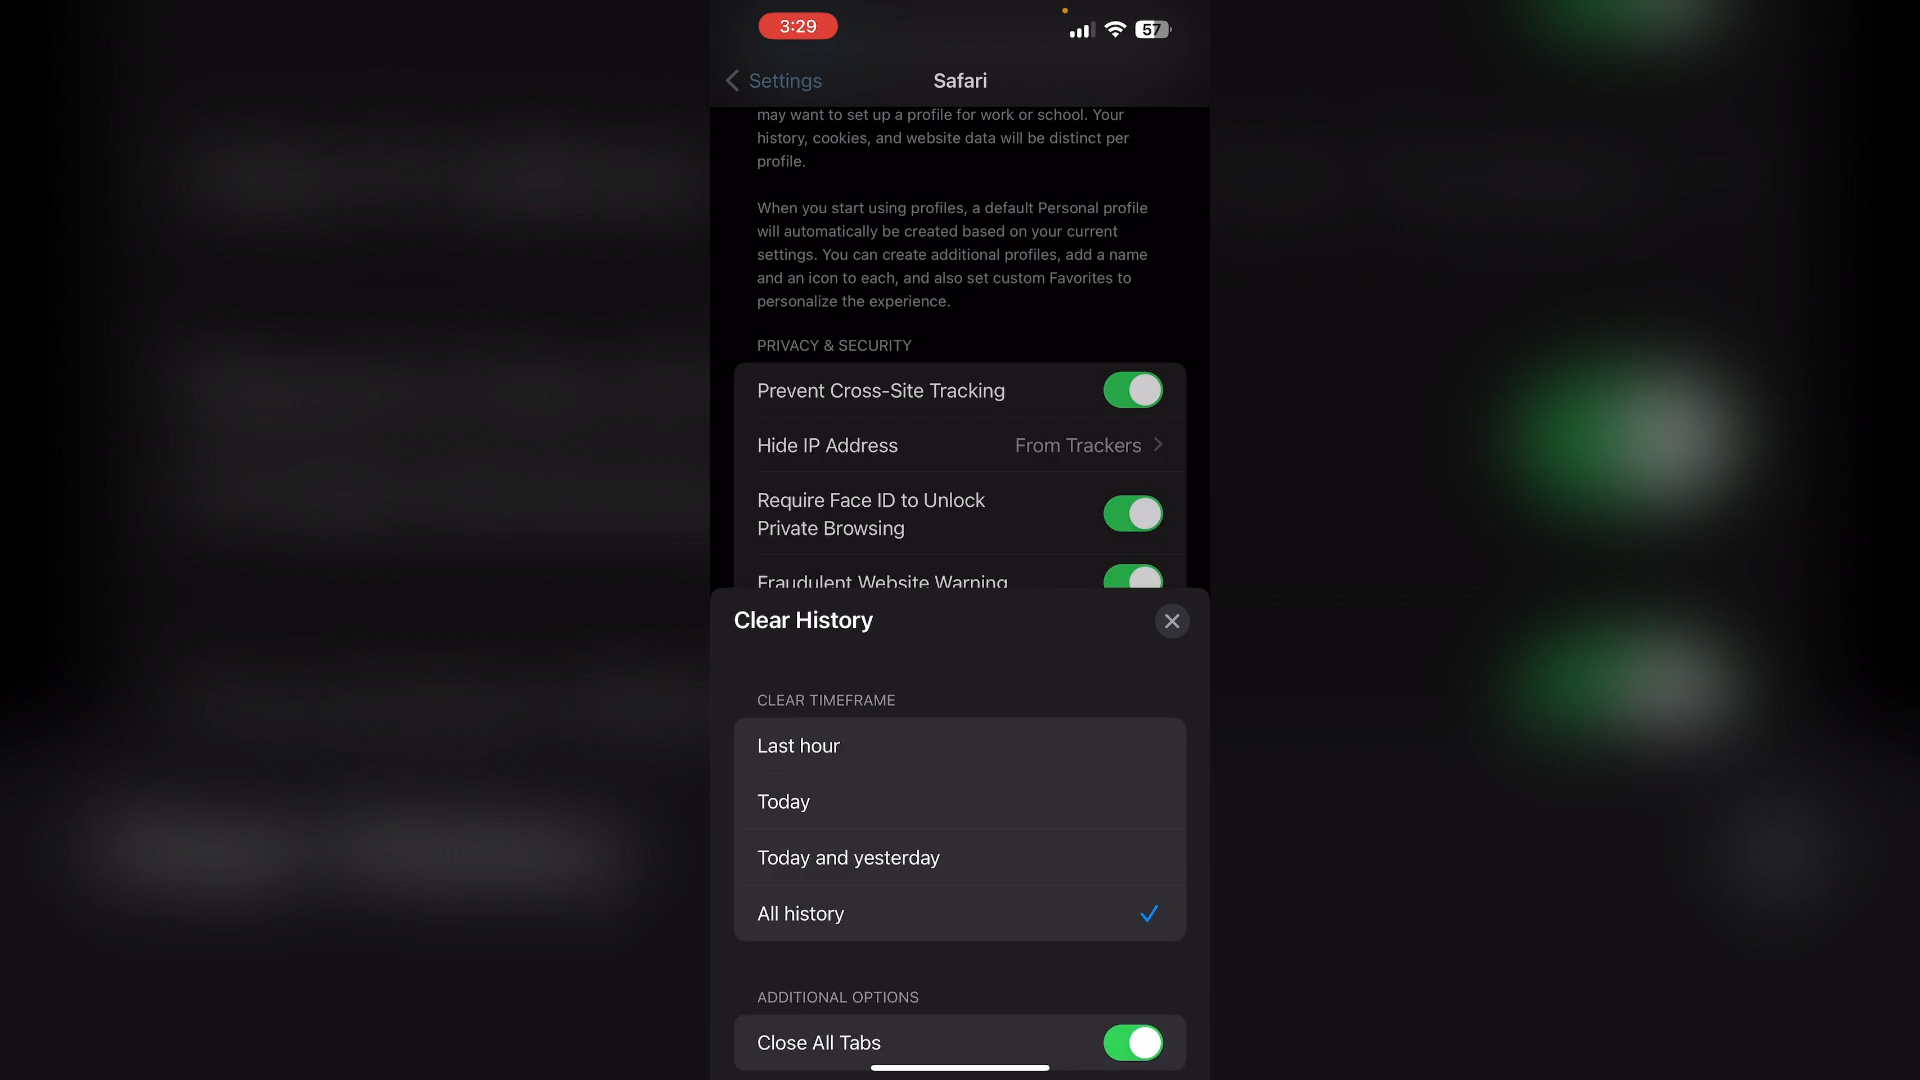 3:29
57
Settings
Safari
may want to set up a profile for work or school. Your
history, cookies, and website data will be distinct per
profile.
When you start using profiles, a default Personal profile
will automatically be created based on your current
settings. You can create additional profiles, add a name
and an icon to each, and also set custom Favorites to
personalize the experience.
PRIVACY & SECURITY
Prevent Cross-Site Tracking
Hide IP Address From Trackers
Require Face ID to Unlock
Private Browsing
Fraudulent Website Warning
Clear History
CLEAR TIMEFRAME
Last hour
Today
Today and yesterday
All history
ADDITIONAL OPTIONS
Close All Tabs